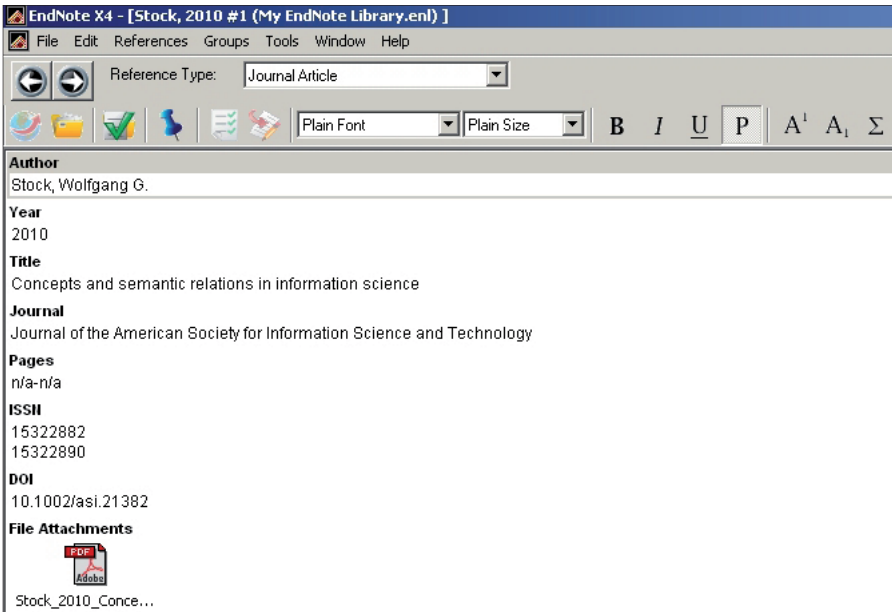 EndNote X4 - [Stock, 2010 #1 (My EndNote Library.enl) ]
File Edit References Groups Tools Window Help
Reference Type: Journal Article
Plain Font Plain Size B I U P A¹ A₁ Σ
Author
Stock, Wolfgang G.
Year
2010
Title
Concepts and semantic relations in information science
Journal
Journal of the American Society for Information Science and Technology
Pages
n/a-n/a
ISSN
15322882
15322890
DOI
10.1002/asi.21382
File Attachments
PDF
Adobe
Stock_2010_Conce...